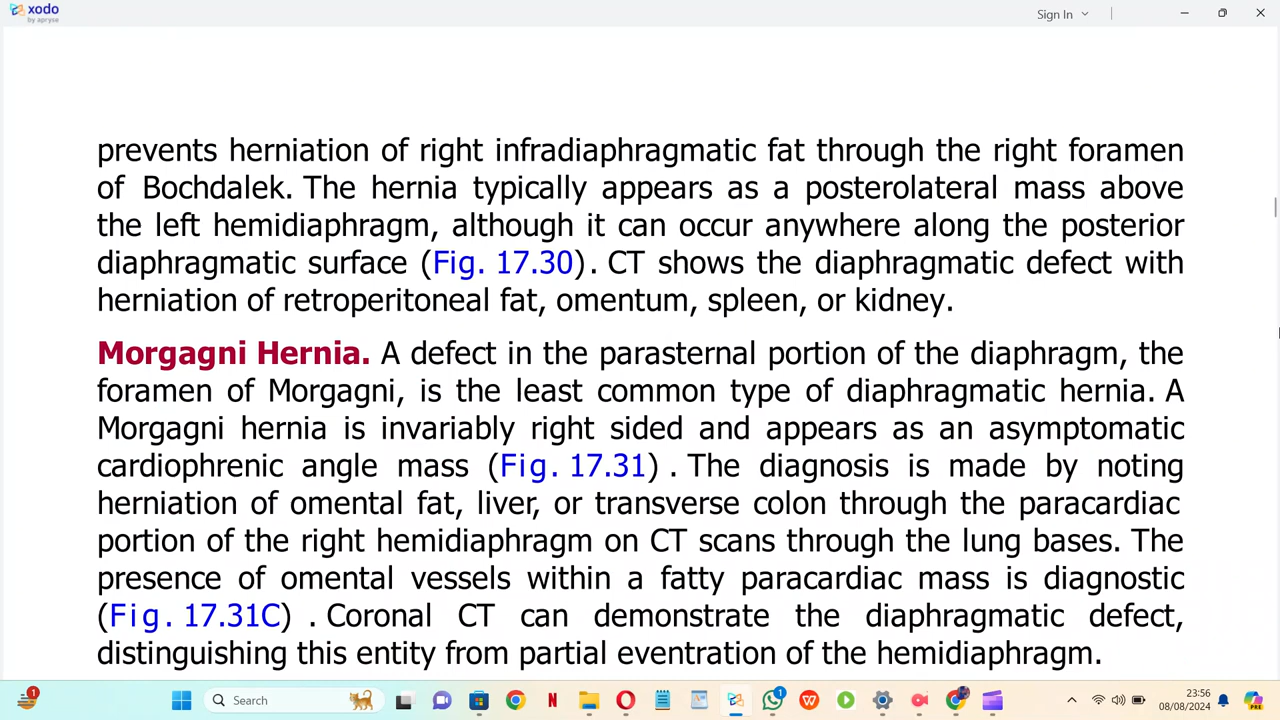 xodo
by apryse
Sign In
prevents herniation of right infradiaphragmatic fat through the right foramen
of Bochdalek. The hernia typically appears as a posterolateral mass above
the left hemidiaphragm, although it can occur anywhere along the posterior
diaphragmatic surface (Fig. 17.30). CT shows the diaphragmatic defect with
herniation of retroperitoneal fat, omentum, spleen, or kidney.
Morgagni Hernia. A defect in the parasternal portion of the diaphragm, the
foramen of Morgagni, is the least common type of diaphragmatic hernia. A
Morgagni hernia is invariably right sided and appears as an asymptomatic
cardiophrenic angle mass (Fig. 17.31) . The diagnosis is made by noting
herniation of omental fat, liver, or transverse colon through the paracardiac
portion of the right hemidiaphragm on CT scans through the lung bases. The
presence of omental vessels within a fatty paracardiac mass is diagnostic
(Fig. 17.31C) . Coronal CT can demonstrate the diaphragmatic defect,
distinguishing this entity from partial eventration of the hemidiaphragm.
1
Search
N
1
W
23:56
08/08/2024
PRE